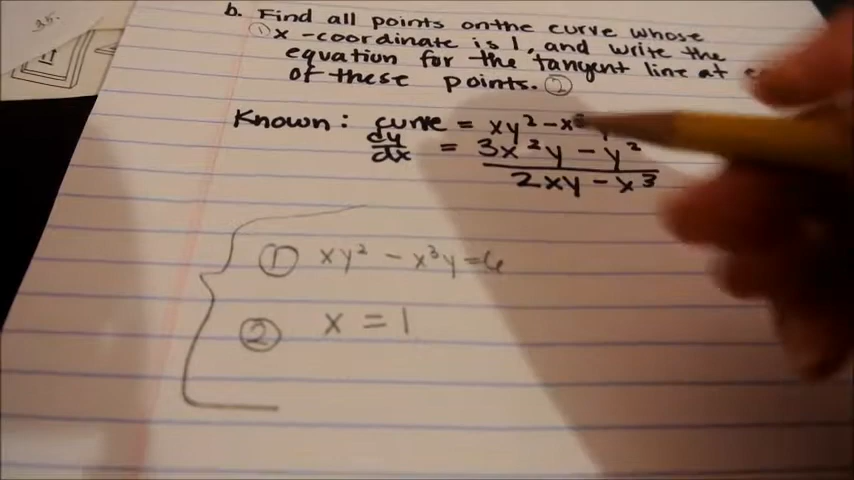 b. Find all points on the curve whose
① x-coordinate is 1, and write the
equation for the tangent line at
of these points. ②
Known: curve = xy² - x³
dy/dx = 3x²y - y² / 2xy - x³
① xy² - x³y = 6
② x = 1